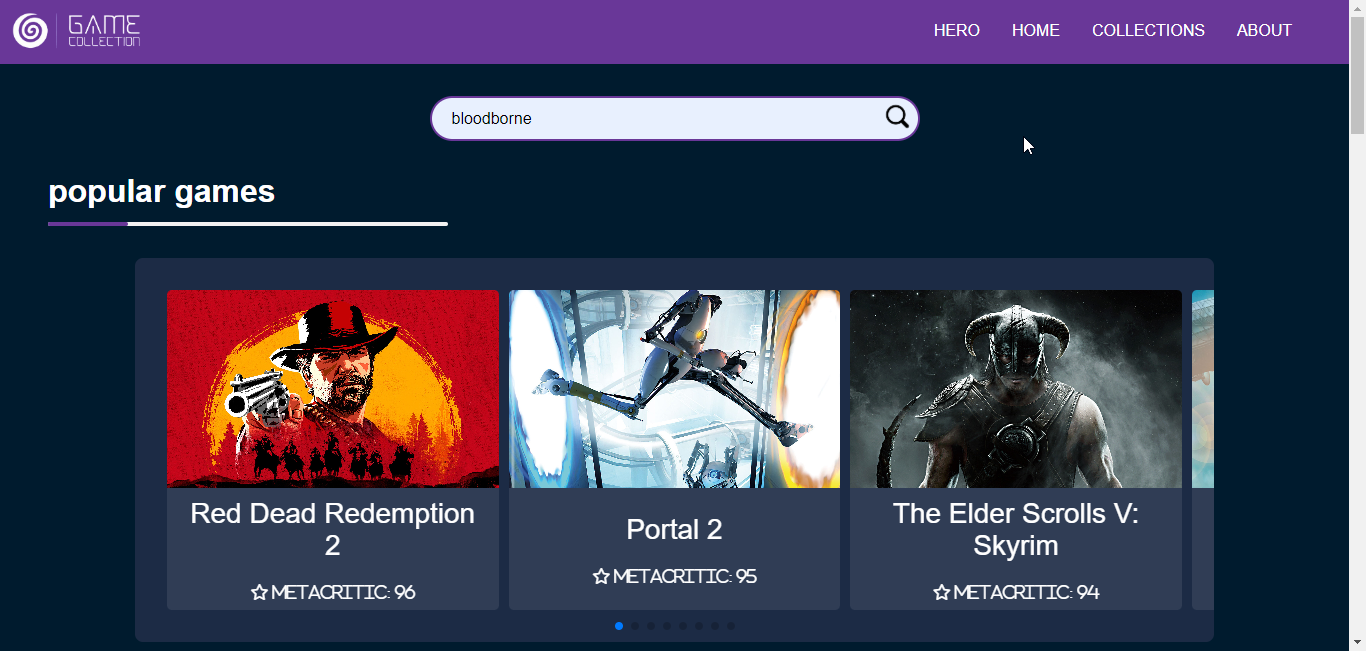 GAME
COLLECTION
HERO HOME COLLECTIONS ABOUT
bloodborne
popular games
Red Dead Redemption
2
METACRITIC: 96
Portal 2
METACRITIC: 95
The Elder Scrolls V:
Skyrim
METACRITIC: 94